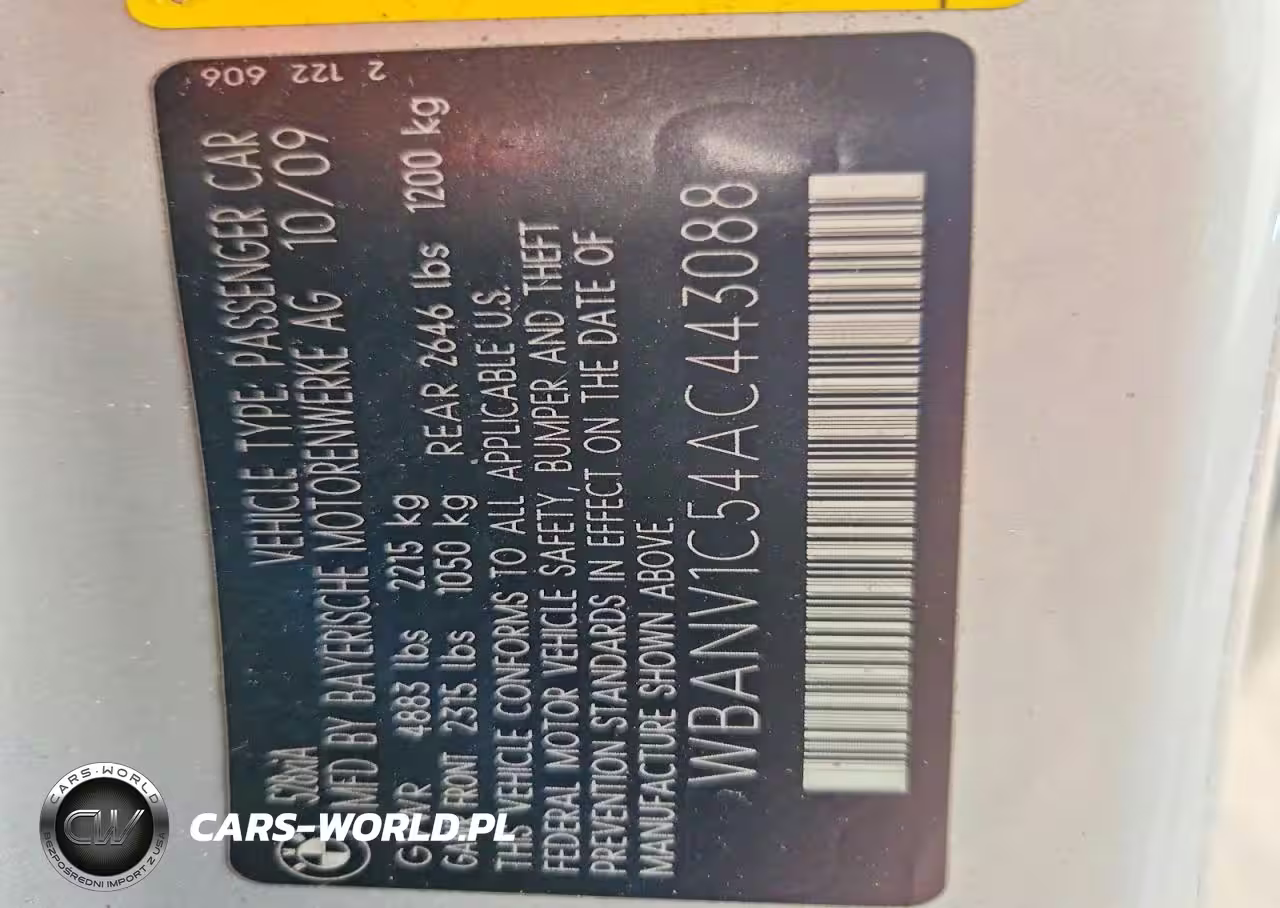 2 122 606
528iA VEHICLE TYPE: PASSENGER CAR
MFD BY BAYERISCHE MOTORENWERKE AG 10/09
GVWR 4883 lbs 2215 kg
GAWR FRONT 2315 lbs 1050 kg REAR 2646 lbs 1200 kg
THIS VEHICLE CONFORMS TO ALL APPLICABLE U.S.
FEDERAL MOTOR VEHICLE SAFETY, BUMPER AND THEFT
PREVENTION STANDARDS IN EFFECT ON THE DATE OF
MANUFACTURE SHOWN ABOVE.
WBANV1C54AC443088
CARS-WORLD
CW
BEZPOŚREDNI IMPORT Z USA
CARS-WORLD.PL